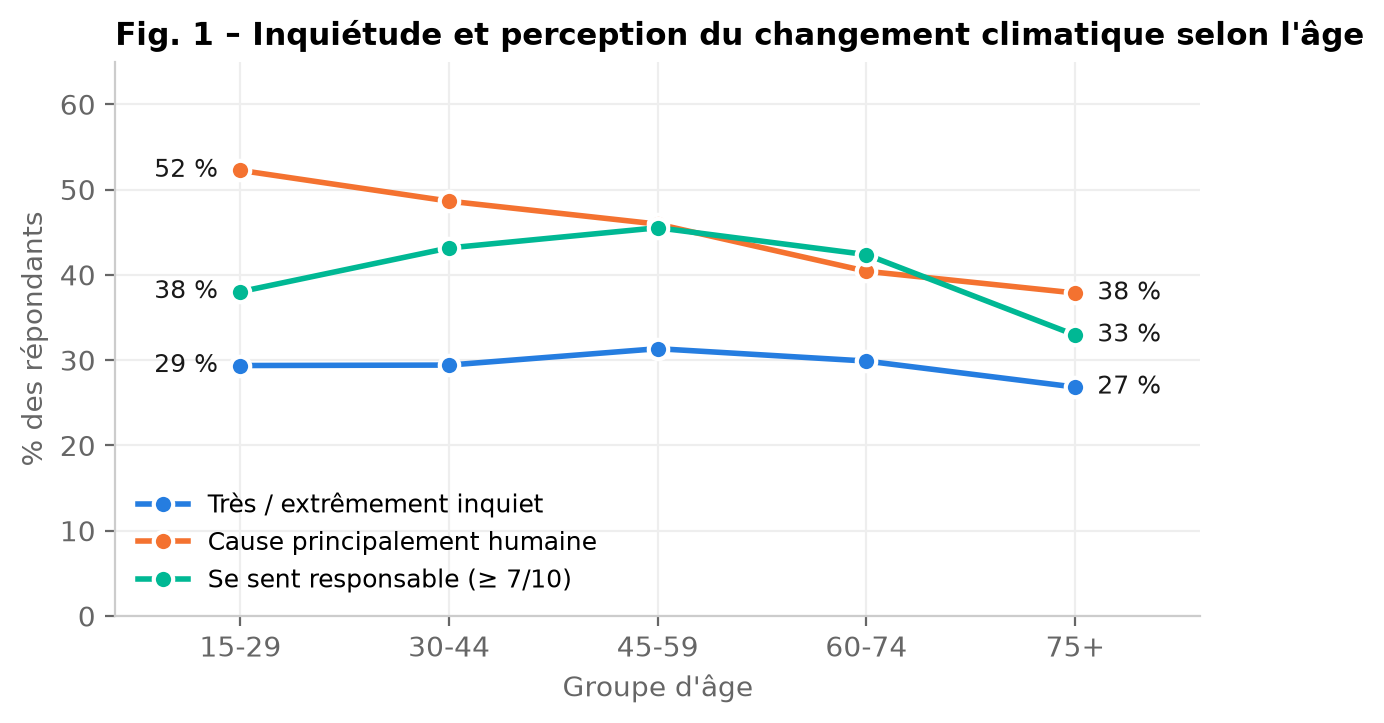 Fig. 1 – Inquiétude et perception du changement climatique selon l'âge
% des répondants
60
50
40
30
20
10
0
52 %
38 %
29 %
38 %
33 %
27 %
Très / extrêmement inquiet
Cause principalement humaine
Se sent responsable (≥ 7/10)
15-29 30-44 45-59 60-74 75+
Groupe d'âge